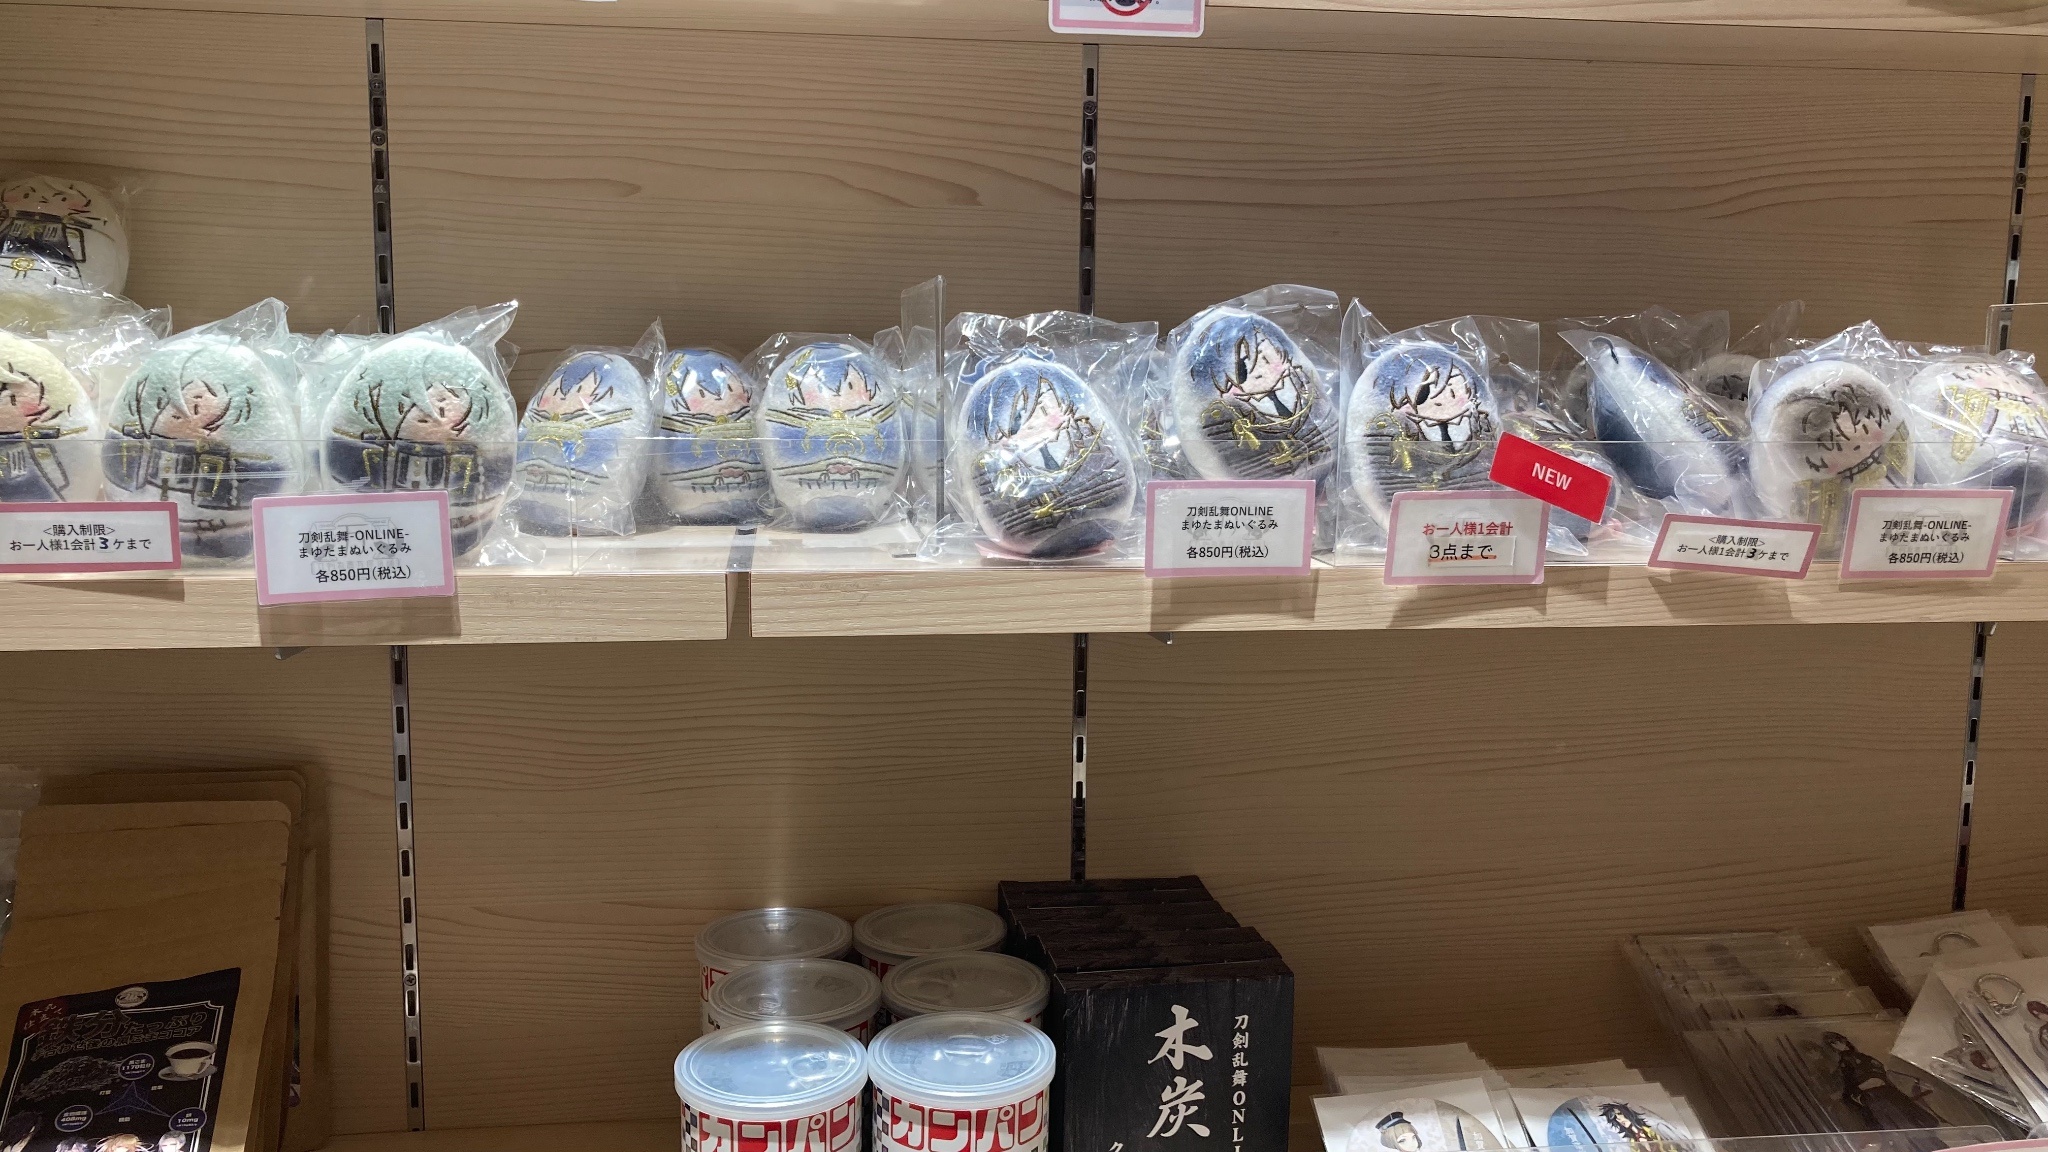 <購入制限>
お一人様1会計3ケまで
刀剣乱舞-ONLINE-
まゆたまぬいぐるみ
各850円(税込)
刀剣乱舞-ONLINE
まゆたまぬいぐるみ
各850円(税込)
お一人様1会計
3点まで
NEW
<購入制限>
お一人様1会計3ケまで
刀剣乱舞-ONLINE-
まゆたまぬいぐるみ
各850円(税込)
カンパン
カンパン
木炭
刀剣乱舞ONLI
ク